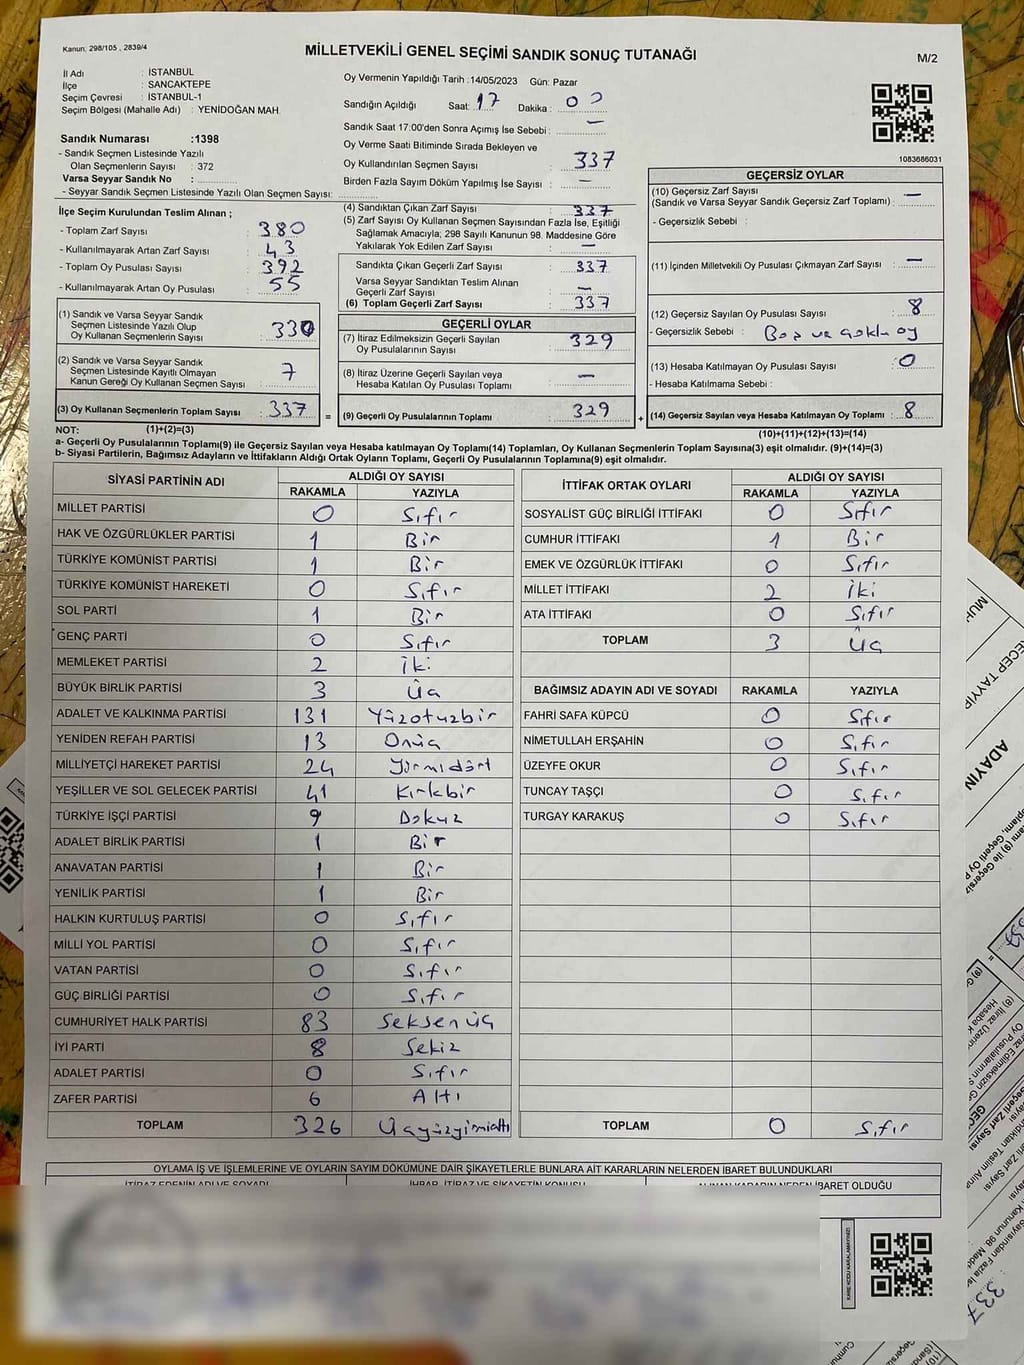 Kanun, 298/105 , 2839/4
MİLLETVEKİLİ GENEL SEÇİMİ SANDIK SONUÇ TUTANAĞI
M/2
İl Adı : İSTANBUL
İlçe : SANCAKTEPE
Seçim Çevresi : İSTANBUL-1
Seçim Bölgesi (Mahalle Adı) : YENİDOĞAN MAH.
Sandık Numarası :1398
- Sandık Seçmen Listesinde Yazılı
Olan Seçmenlerin Sayısı : 372
Varsa Seyyar Sandık No :
- Seyyar Sandık Seçmen Listesinde Yazılı Olan Seçmen Sayısı:
Oy Vermenin Yapıldığı Tarih :14/05/2023 Gün: Pazar
Sandığın Açıldığı Saat: 17 Dakika : 00
Sandık Saat 17:00'den Sonra Açımış İse Sebebi : —
Oy Verme Saati Bitiminde Sırada Bekleyen ve
Oy Kullandırılan Seçmen Sayısı : 337
Birden Fazla Sayım Döküm Yapılmış İse Sayısı : —
1083686031
İlçe Seçim Kurulundan Teslim Alınan ;
- Toplam Zarf Sayısı : 380
- Kullanılmayarak Artan Zarf Sayısı : 43
- Toplam Oy Pusulası Sayısı : 392
- Kullanılmayarak Artan Oy Pusulası : 55
(1) Sandık ve Varsa Seyyar Sandık
Seçmen Listesinde Yazılı Olup
Oy Kullanan Seçmenlerin Sayısı : 330
(2) Sandık ve Varsa Seyyar Sandık
Seçmen Listesinde Kayıtlı Olmayan
Kanun Gereği Oy Kullanan Seçmen Sayısı : 7
(3) Oy Kullanan Seçmenlerin Toplam Sayısı : 337 =
(4) Sandıktan Çıkan Zarf Sayısı : 337
(5) Zarf Sayısı Oy Kullanan Seçmen Sayısından Fazla İse, Eşitliği
Sağlamak Amacıyla; 298 Sayılı Kanunun 98. Maddesine Göre
Yakılarak Yok Edilen Zarf Sayısı : —
Sandıkta Çıkan Geçerli Zarf Sayısı : 337
Varsa Seyyar Sandıktan Teslim Alınan
Geçerli Zarf Sayısı : —
(6) Toplam Geçerli Zarf Sayısı : 337
GEÇERLİ OYLAR
(7) İtiraz Edilmeksizin Geçerli Sayılan
Oy Pusulalarının Sayısı : 329
(8) İtiraz Üzerine Geçerli Sayılan veya
Hesaba Katılan Oy Pusulası Toplamı : —
(9) Geçerli Oy Pusulalarının Toplamı : 329 +
GEÇERSİZ OYLAR
(10) Geçersiz Zarf Sayısı
(Sandık ve Varsa Seyyar Sandık Geçersiz Zarf Toplamı) : —
- Geçersizlik Sebebi :
(11) İçinden Milletvekili Oy Pusulası Çıkmayan Zarf Sayısı : —
(12) Geçersiz Sayılan Oy Pusulası Sayısı : 8
- Geçersizlik Sebebi : Boş ve çoklu oy
(13) Hesaba Katılmayan Oy Pusulası Sayısı : 0
- Hesaba Katılmama Sebebi :
(14) Geçersiz Sayılan veya Hesaba Katılmayan Oy Toplamı : 8
NOT: (1)+(2)=(3)
(10)+(11)+(12)+(13)=(14)
a- Geçerli Oy Pusulalarının Toplamı(9) ile Geçersiz Sayılan veya Hesaba katılmayan Oy Toplamı(14) Toplamları, Oy Kullanan Seçmenlerin Toplam Sayısına(3) eşit olmalıdır. (9)+(14)=(3)
b- Siyasi Partilerin, Bağımsız Adayların ve İttifakların Aldığı Ortak Oyların Toplamı, Geçerli Oy Pusulalarının Toplamına(9) eşit olmalıdır.
SİYASİ PARTİNİN ADI ALDIĞI OY SAYISI
RAKAMLA YAZIYLA
MİLLET PARTİSİ 0 Sıfır
HAK VE ÖZGÜRLÜKLER PARTİSİ 1 Bir
TÜRKİYE KOMÜNİST PARTİSİ 1 Bir
TÜRKİYE KOMÜNİST HAREKETİ 0 Sıfır
SOL PARTİ 1 Bir
GENÇ PARTİ 0 Sıfır
MEMLEKET PARTİSİ 2 İki
BÜYÜK BİRLİK PARTİSİ 3 Üç
ADALET VE KALKINMA PARTİSİ 131 Yüzotuzbir
YENİDEN REFAH PARTİSİ 13 Onüç
MİLLİYETÇİ HAREKET PARTİSİ 24 Yirmidört
YEŞİLLER VE SOL GELECEK PARTİSİ 41 Kırkbir
TÜRKİYE İŞÇİ PARTİSİ 9 Dokuz
ADALET BİRLİK PARTİSİ 1 Bir
ANAVATAN PARTİSİ 1 Bir
YENİLİK PARTİSİ 1 Bir
HALKIN KURTULUŞ PARTİSİ 0 Sıfır
MİLLİ YOL PARTİSİ 0 Sıfır
VATAN PARTİSİ 0 Sıfır
GÜÇ BİRLİĞİ PARTİSİ 0 Sıfır
CUMHURİYET HALK PARTİSİ 83 Seksenüç
İYİ PARTİ 8 Sekiz
ADALET PARTİSİ 0 Sıfır
ZAFER PARTİSİ 6 Altı
TOPLAM 326 Üçyüzyirmialtı
İTTİFAK ORTAK OYLARI ALDIĞI OY SAYISI
RAKAMLA YAZIYLA
SOSYALİST GÜÇ BİRLİĞİ İTTİFAKI 0 Sıfır
CUMHUR İTTİFAKI 1 Bir
EMEK VE ÖZGÜRLÜK İTTİFAKI 0 Sıfır
MİLLET İTTİFAKI 2 İki
ATA İTTİFAKI 0 Sıfır
TOPLAM 3 Üç
BAĞIMSIZ ADAYIN ADI VE SOYADI RAKAMLA YAZIYLA
FAHRİ SAFA KÜPCÜ 0 Sıfır
NİMETULLAH ERŞAHİN 0 Sıfır
ÜZEYFE OKUR 0 Sıfır
TUNCAY TAŞÇI 0 Sıfır
TURGAY KARAKUŞ 0 Sıfır
TOPLAM 0 Sıfır
OYLAMA İŞ VE İŞLEMLERİNE VE OYLARIN SAYIM DÖKÜMÜNE DAİR ŞİKAYETLERLE BUNLARA AİT KARARLARIN NELERDEN İBARET BULUNDUKLARI
İTİRAZ EDENİN ADI VE SOYADI İHBAR, İTİRAZ VE ŞİKAYETİN KONUSU ALINAN KARARIN NEDEN İBARET OLDUĞU
KARE KODU KARALAMAYINIZ!
RECEP TAYYİP
ADAYIN
337